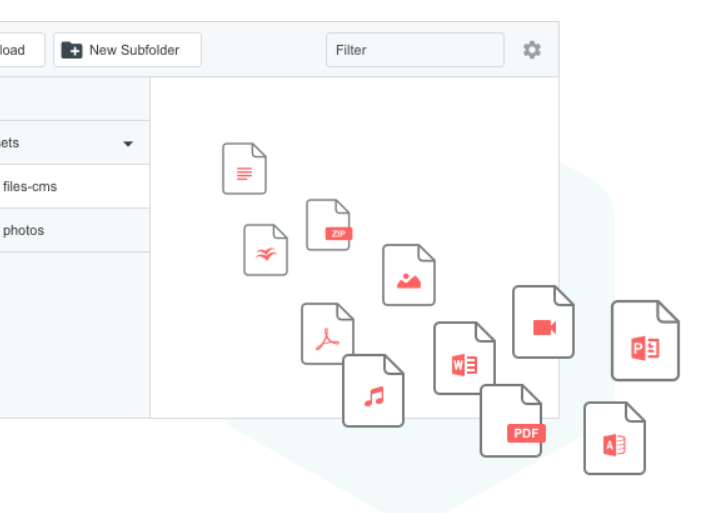 load
New Subfolder
Filter
sets
files-cms
photos
ZIP
W
P
PDF
A